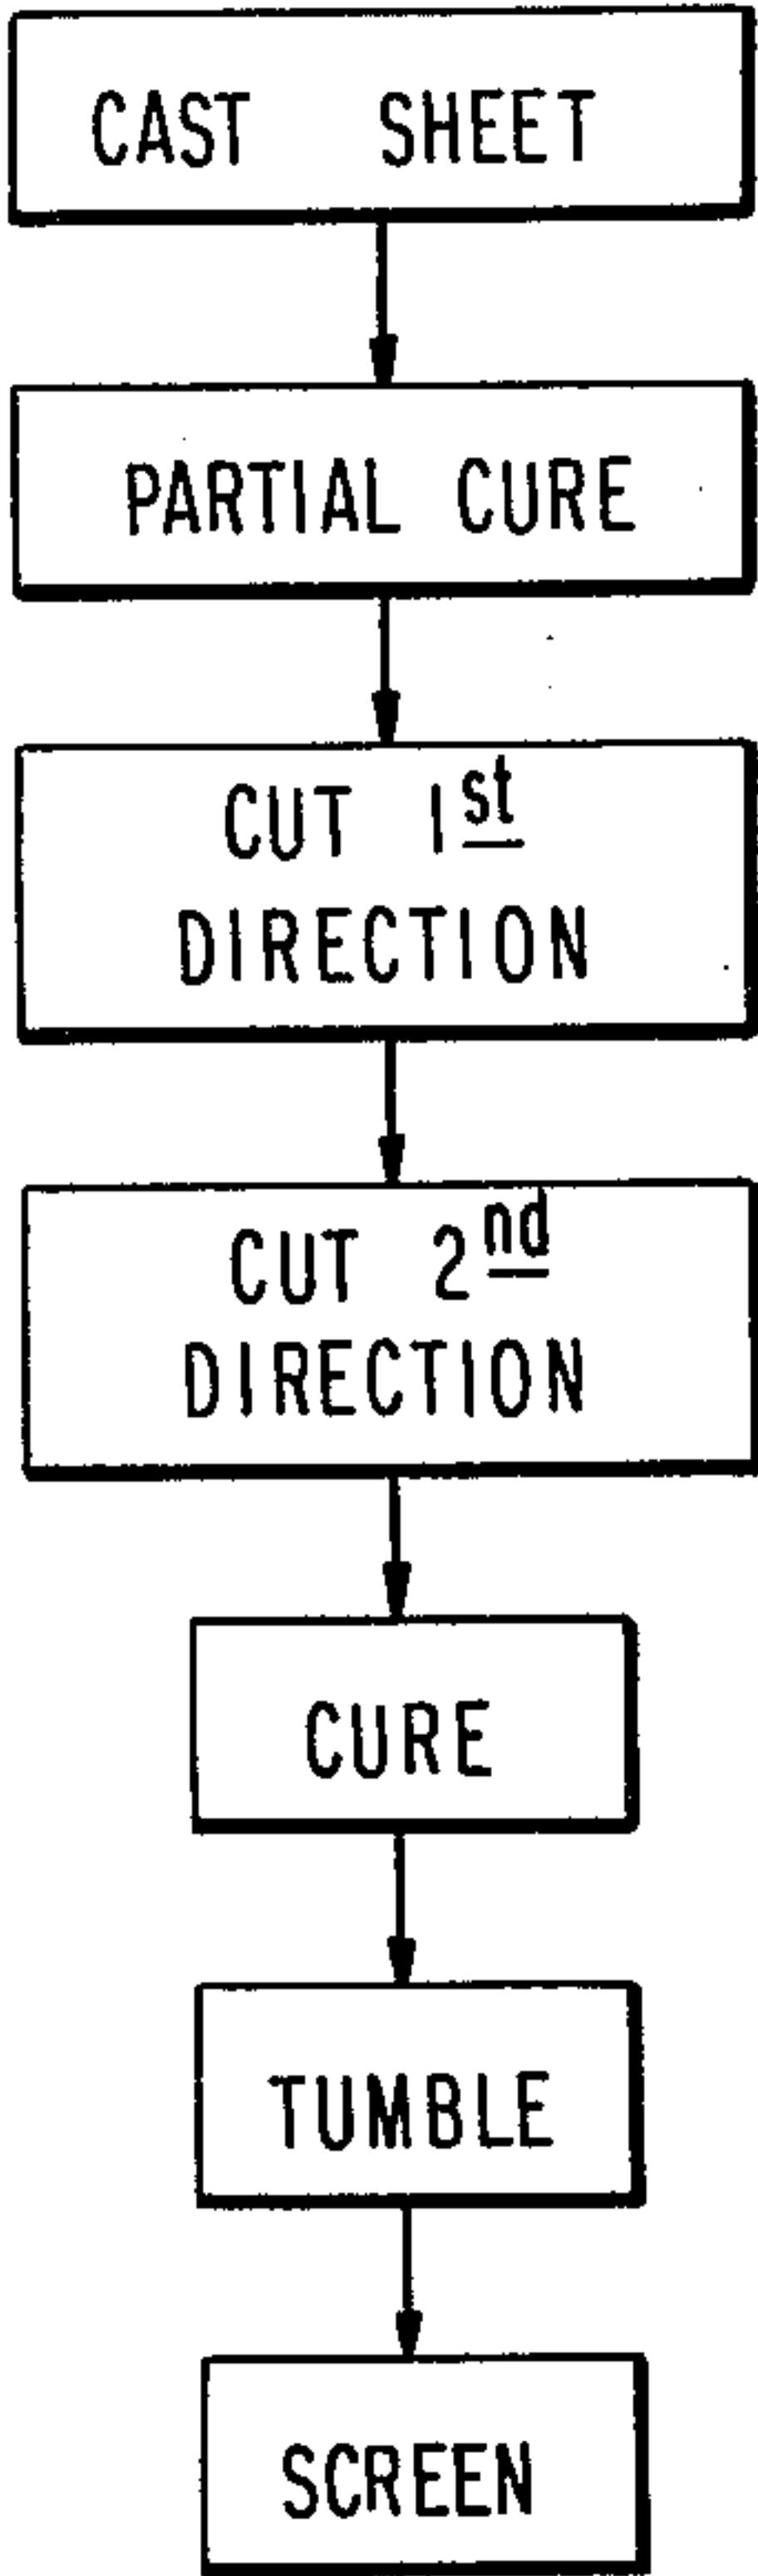 CAST SHEET
PARTIAL CURE
CUT 1st
DIRECTION
CUT 2nd
DIRECTION
CURE
TUMBLE
SCREEN